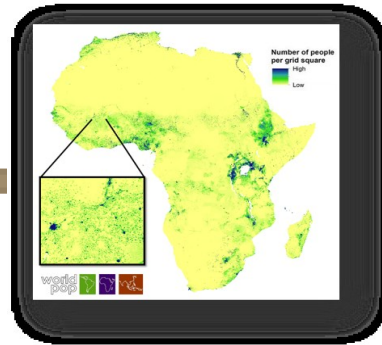 Number of people
per grid square
High
Low
world
pop